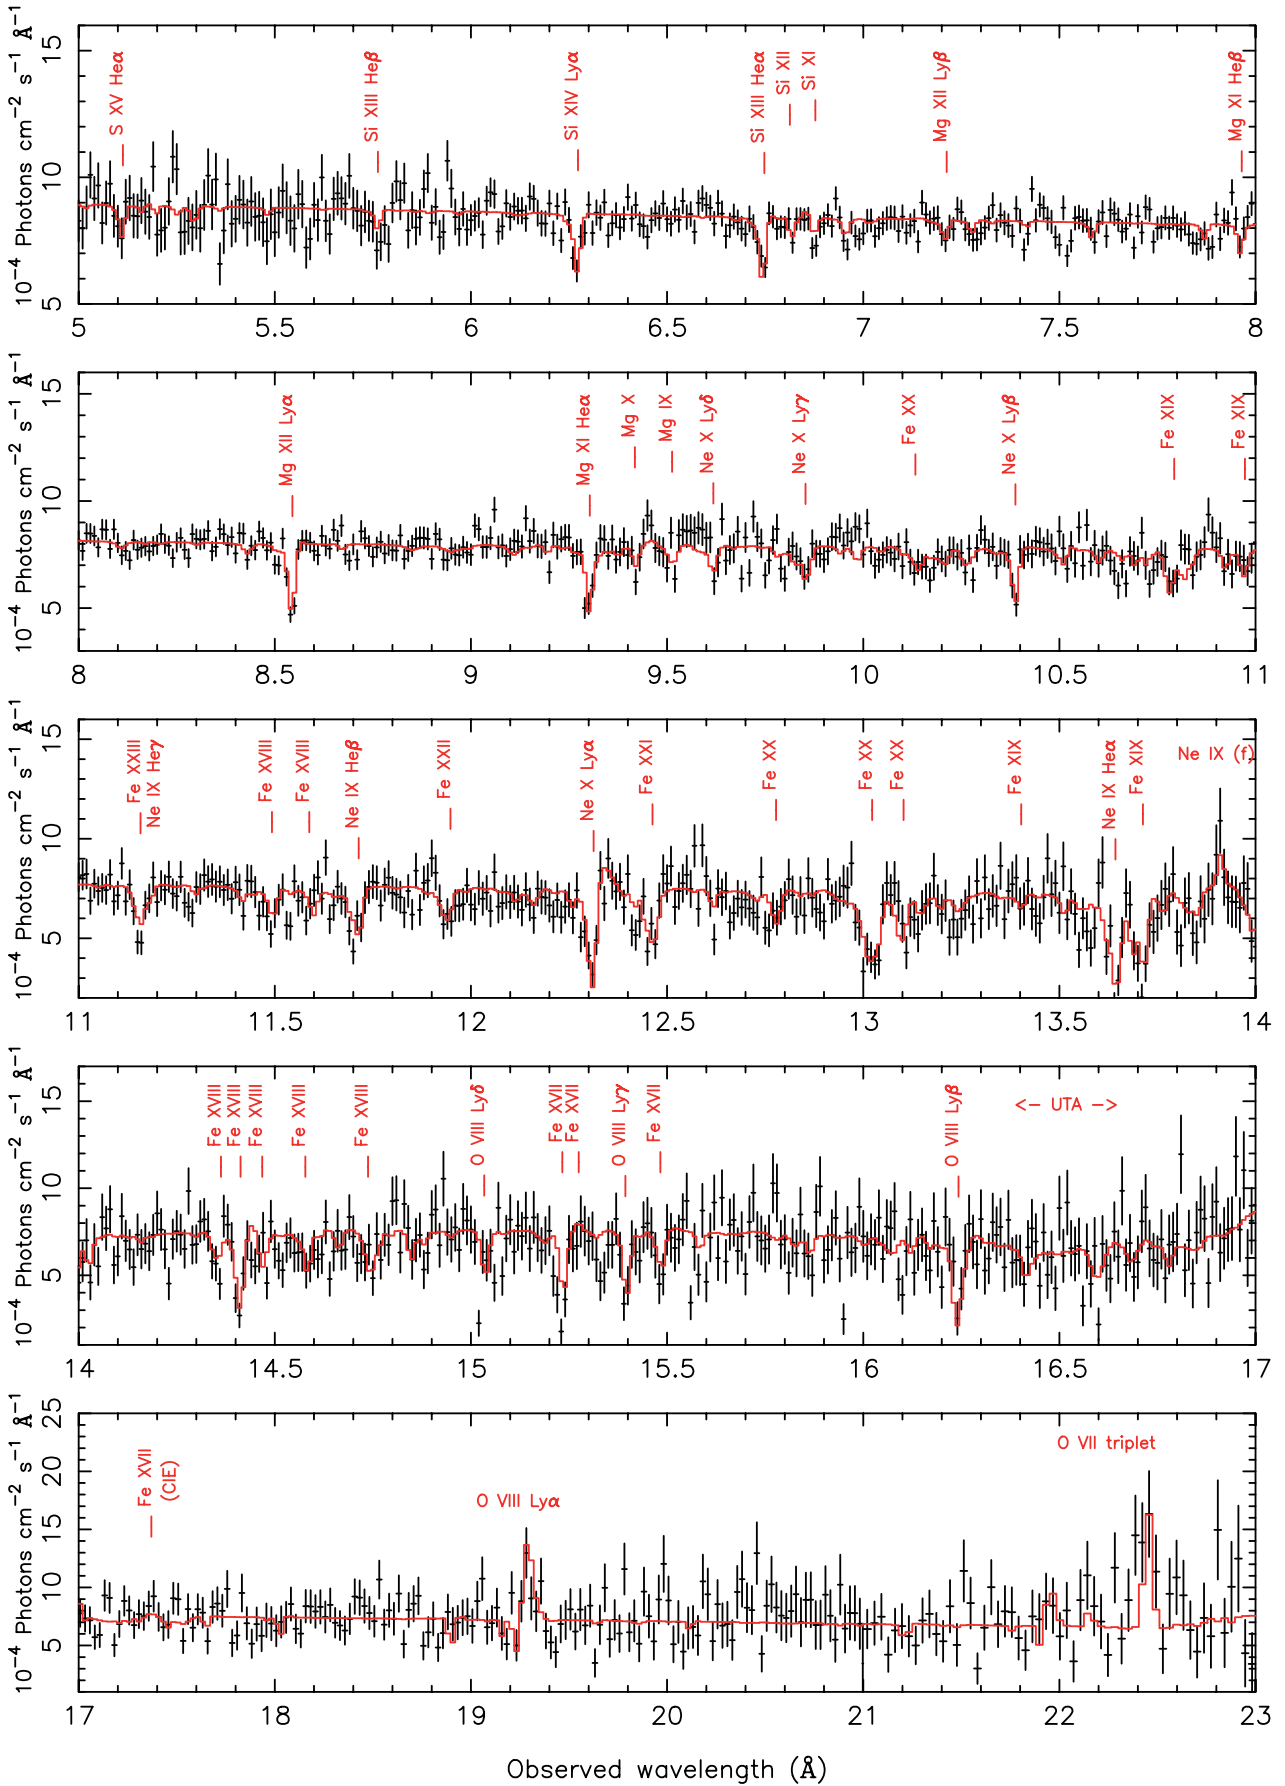 10−4 Photons cm−2 s−1 Å−1
5 10 15
S XV Heα
Si XIII Heβ
Si XIV Lyα
Si XIII Heα
Si XII
Si XI
Mg XII Lyβ
Mg XI Heβ
5 5.5 6 6.5 7 7.5 8
10−4 Photons cm−2 s−1 Å−1
5 10 15
Mg XII Lyα
Mg XI Heα
Mg X
Mg IX
Ne X Lyδ
Ne X Lyγ
Fe XX
Ne X Lyβ
Fe XIX
Fe XIX
8 8.5 9 9.5 10 10.5 11
10−4 Photons cm−2 s−1 Å−1
5 10 15
Fe XXIII
Ne IX Heγ
Fe XVIII
Fe XVIII
Ne IX Heβ
Fe XXII
Ne X Lyα
Fe XXI
Fe XX
Fe XX
Fe XX
Fe XIX
Ne IX Heα
Fe XIX
Ne IX (f)
11 11.5 12 12.5 13 13.5 14
10−4 Photons cm−2 s−1 Å−1
5 10 15
Fe XVIII
Fe XVIII
Fe XVIII
Fe XVIII
Fe XVIII
O VIII Lyδ
Fe XVII
Fe XVII
O VIII Lyγ
Fe XVII
O VIII Lyβ
<− UTA −>
14 14.5 15 15.5 16 16.5 17
10−4 Photons cm−2 s−1 Å−1
5 10 15 20 25
Fe XVII
(CIE)
O VIII Lyα
O VII triplet
17 18 19 20 21 22 23
Observed wavelength (Å)